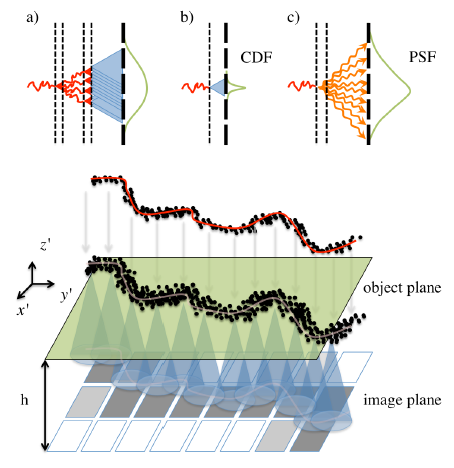 a)
b)
c)
CDF
PSF
z'
y'
x'
object plane
h
image plane